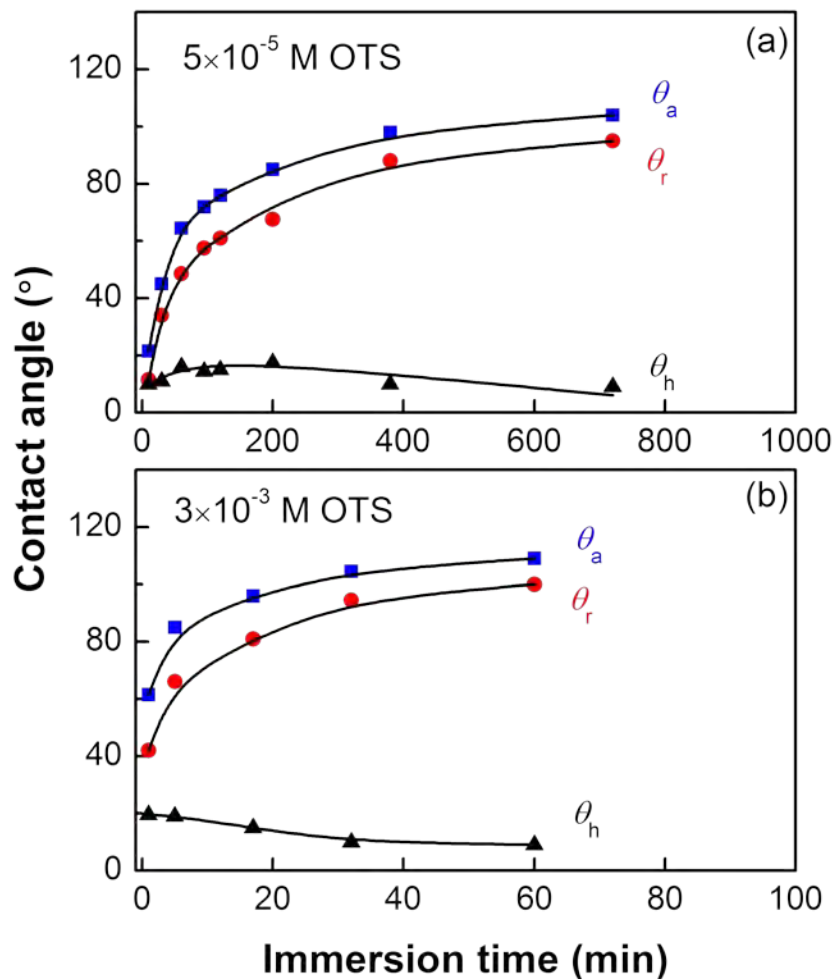 (a)
5×10⁻⁵ M OTS
θₐ
θᵣ
θₕ
120
80
40
0
0 200 400 600 800 1000
Contact angle (°)
(b)
3×10⁻³ M OTS
θₐ
θᵣ
θₕ
120
80
40
0
0 20 40 60 80 100
Immersion time (min)